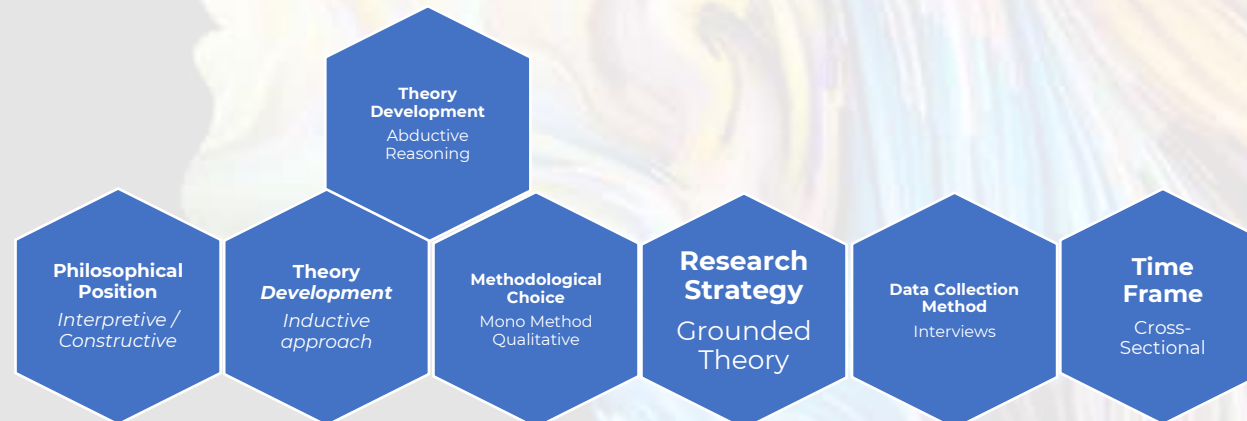 Theory
Development
Abductive
Reasoning
Philosophical
Position
Interpretive /
Constructive
Theory
Development
Inductive
approach
Methodological
Choice
Mono Method
Qualitative
Research
Strategy
Grounded
Theory
Data Collection
Method
Interviews
Time
Frame
Cross-
Sectional